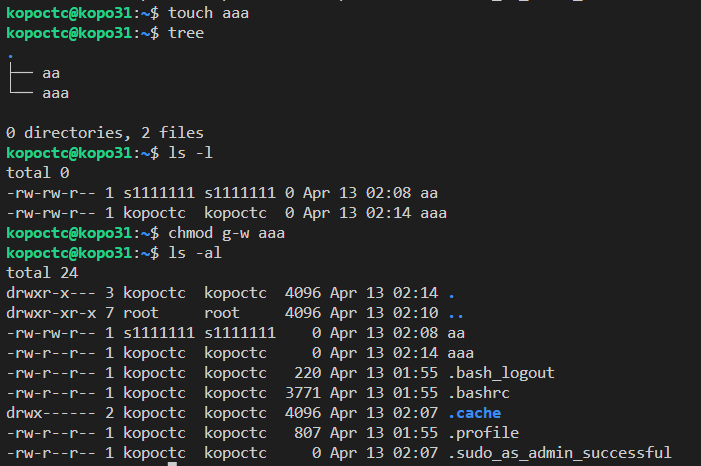 kopoctc@kopo31:~$ touch aaa
kopoctc@kopo31:~$ tree
.
├── aa
└── aaa

0 directories, 2 files
kopoctc@kopo31:~$ ls -l
total 0
-rw-rw-r-- 1 s1111111 s1111111 0 Apr 13 02:08 aa
-rw-rw-r-- 1 kopoctc  kopoctc  0 Apr 13 02:14 aaa
kopoctc@kopo31:~$ chmod g-w aaa
kopoctc@kopo31:~$ ls -al
total 24
drwxr-x--- 3 kopoctc  kopoctc  4096 Apr 13 02:14 .
drwxr-xr-x 7 root     root     4096 Apr 13 02:10 ..
-rw-rw-r-- 1 s1111111 s1111111    0 Apr 13 02:08 aa
-rw-r--r-- 1 kopoctc  kopoctc     0 Apr 13 02:14 aaa
-rw-r--r-- 1 kopoctc  kopoctc   220 Apr 13 01:55 .bash_logout
-rw-r--r-- 1 kopoctc  kopoctc  3771 Apr 13 01:55 .bashrc
drwx------ 2 kopoctc  kopoctc  4096 Apr 13 02:07 .cache
-rw-r--r-- 1 kopoctc  kopoctc   807 Apr 13 01:55 .profile
-rw-r--r-- 1 kopoctc  kopoctc     0 Apr 13 02:07 .sudo_as_admin_successful